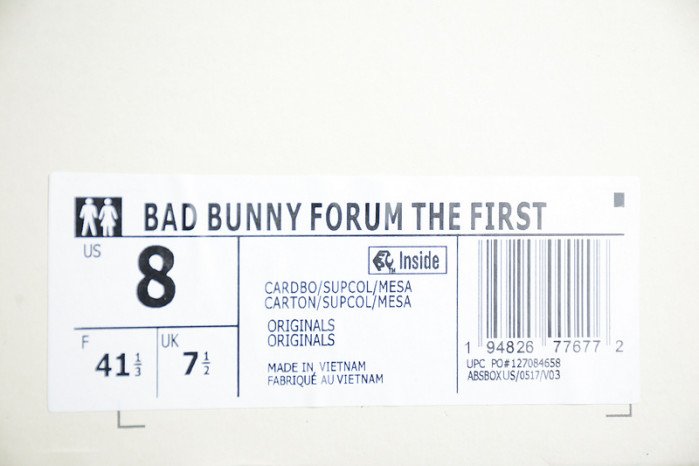 BAD BUNNY FORUM THE FIRST
US
8
F
41 1/3
UK
7 1/2
Inside
CARDBO/SUPCOL/MESA
CARTON/SUPCOL/MESA
ORIGINALS
ORIGINALS
MADE IN VIETNAM
FABRIQUÉ AU VIETNAM
1 94826 77677 2
UPC PO#127084658
ABSBOXUS/0517/V03